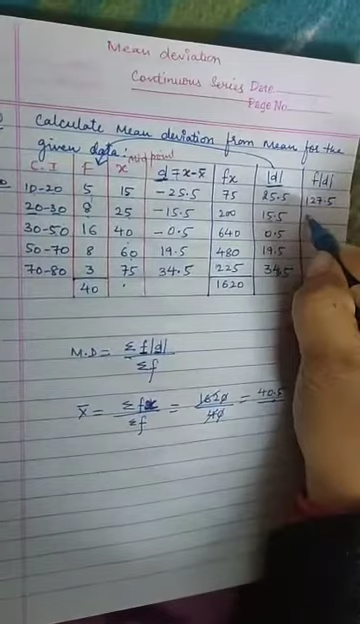 Mean deviation
Continuous Series Date
Page No
Calculate Mean deviation from Mean for the
given data:
C.I F x mid point d = x - x̄ fx |d| f|d|
10-20 5 15 -25.5 75 25.5 127.5
20-30 8 25 -15.5 200 15.5
30-50 16 40 -0.5 640 0.5
50-70 8 60 19.5 480 19.5
70-80 3 75 34.5 225 34.5
40 1620
M.D = Σ f|d| / Σf
x̄ = Σ fx / Σf = 1620 / 40 = 40.5